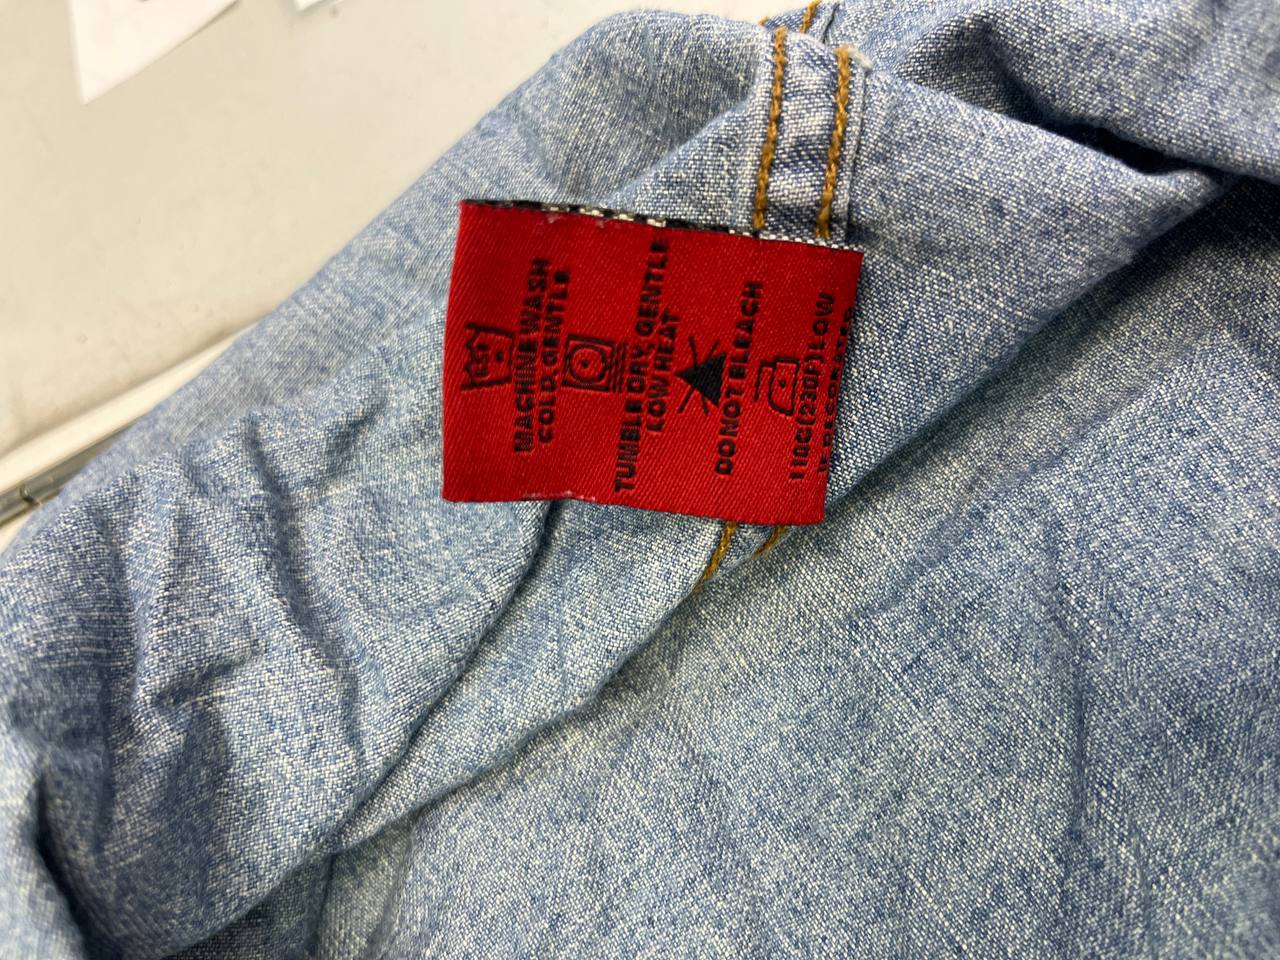 MACHINE WASH
COLD, GENTLE
TUMBLE DRY, GENTLE
LOW HEAT
DO NOT BLEACH
110C(230F) LOW